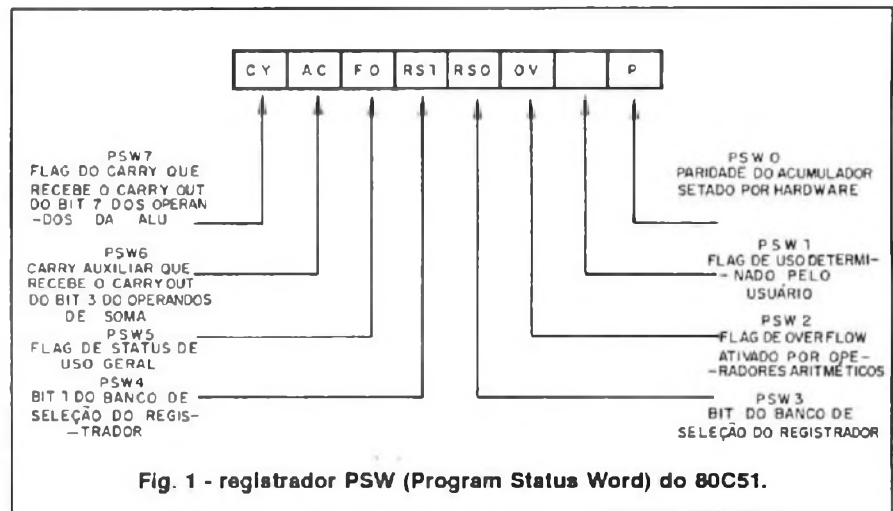 CY AC F0 RS1 RS0 OV P
PSW7
FLAG DO CARRY QUE
RECEBE O CARRY OUT
DO BIT 7 DOS OPERAN
-DOS DA ALU
PSW6
CARRY AUXILIAR QUE
RECEBE O CARRY OUT
DO BIT 3 DO OPERANDOS
DE SOMA
PSW5
FLAG DE STATUS DE
USO GERAL
PSW4
BIT 1 DO BANCO DE
SELEÇÃO DO REGIS-
-TRADOR
PSW 0
PARIDADE DO ACUMULADOR
SETADO POR HARDWARE
PSW 1
FLAG DE USO DETERMI-
-NADO PELO
USUÁRIO
PSW 2
FLAG DE OVERFLOW
ATIVADO POR OPE-
-RADORES ARITMÉTICOS
PSW 3
BIT DO BANCO DE
SELEÇÃO DO REGISTRADOR
Fig. 1 - registrador PSW (Program Status Word) do 80C51.